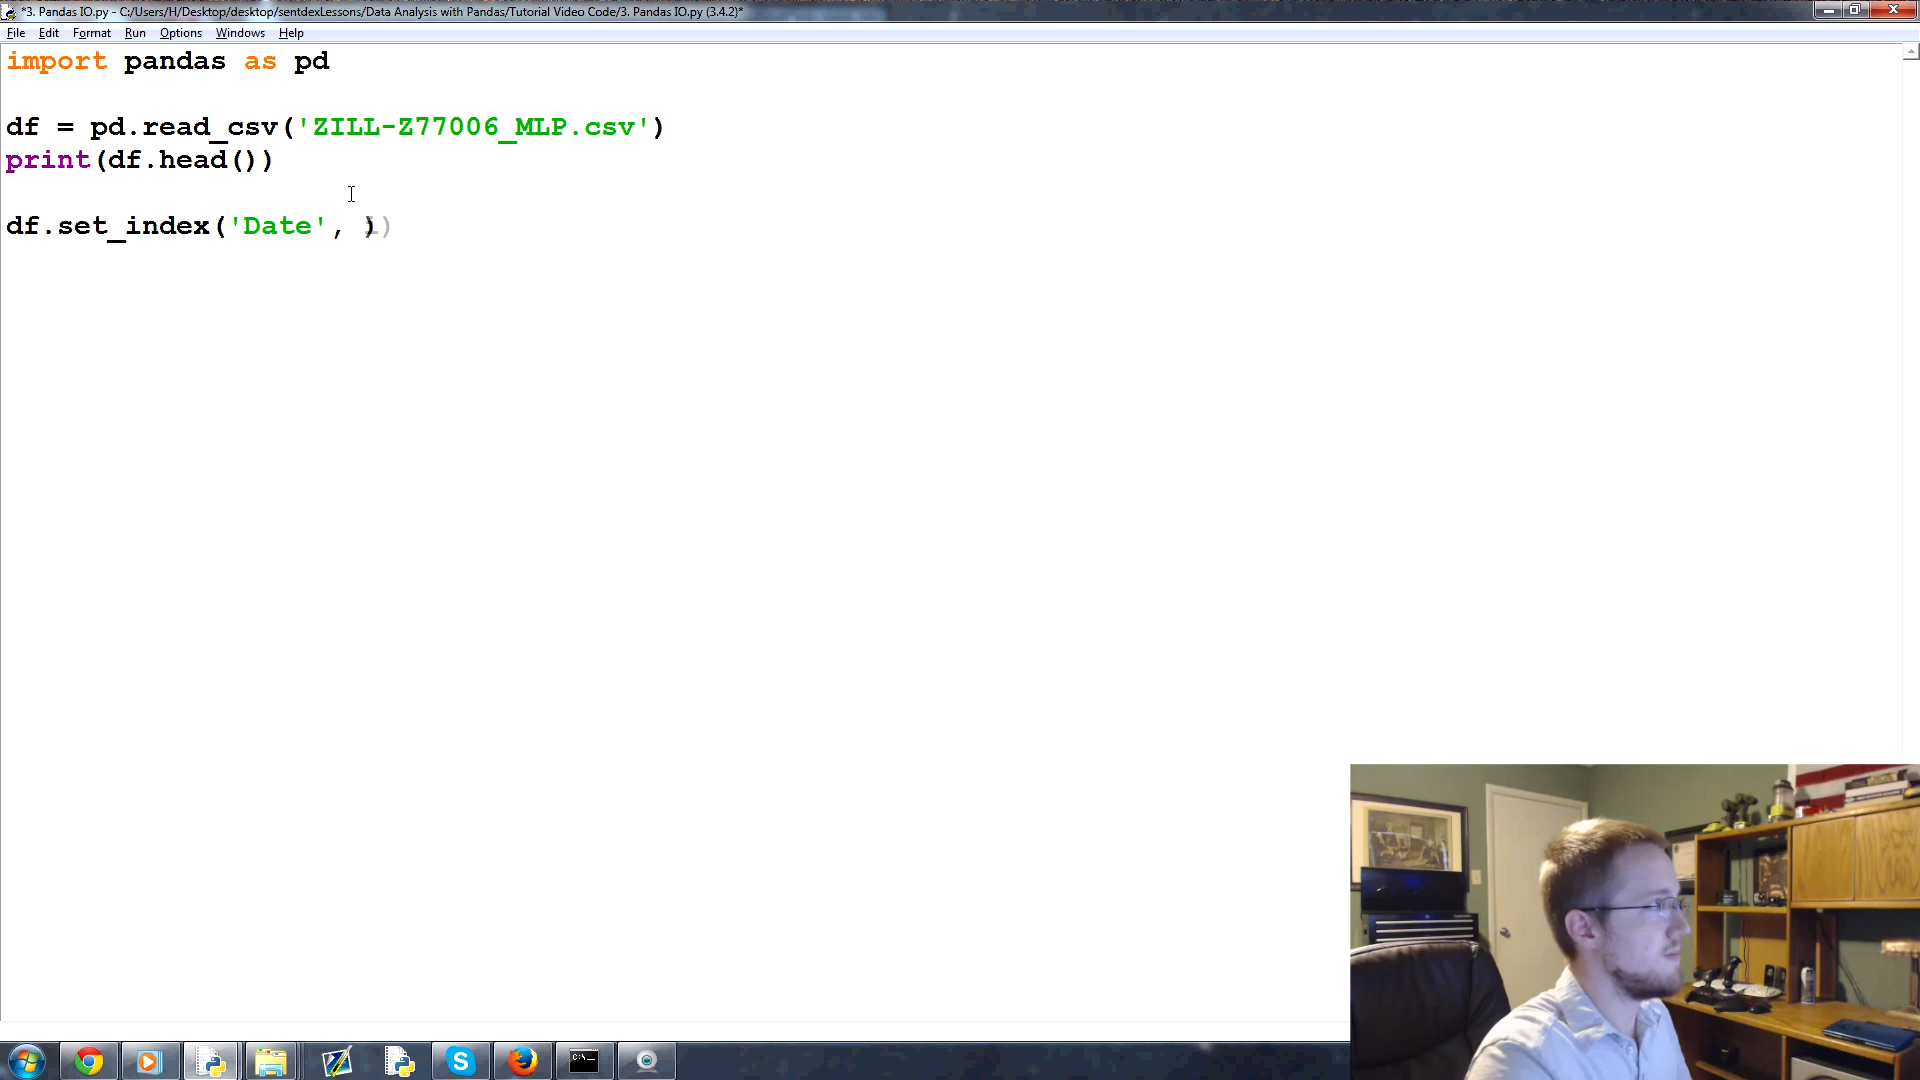 *3. Pandas IO.py - C:/Users/H/Desktop/desktop/sentdexLessons/Data Analysis with Pandas/Tutorial Video Code/3. Pandas IO.py (3.4.2)*
File Edit Format Run Options Windows Help
import pandas as pd
df = pd.read_csv('ZILL-Z77006_MLP.csv')
print(df.head())
df.set_index('Date', )